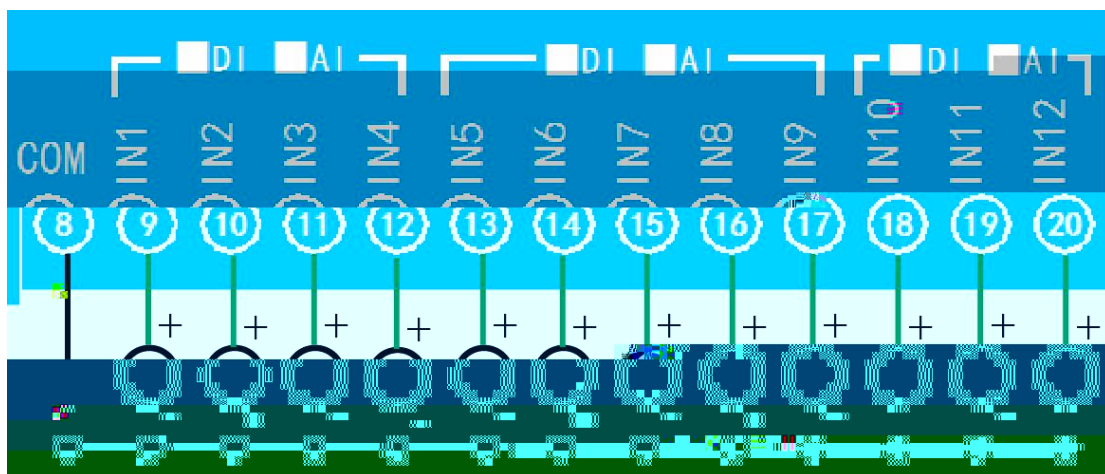 DI AI DI AI DI AI
COM IN1 IN2 IN3 IN4 IN5 IN6 IN7 IN8 IN9 IN10 IN11 IN12
8 9 10 11 12 13 14 15 16 17 18 19 20
+ + + + + + + + + + + +